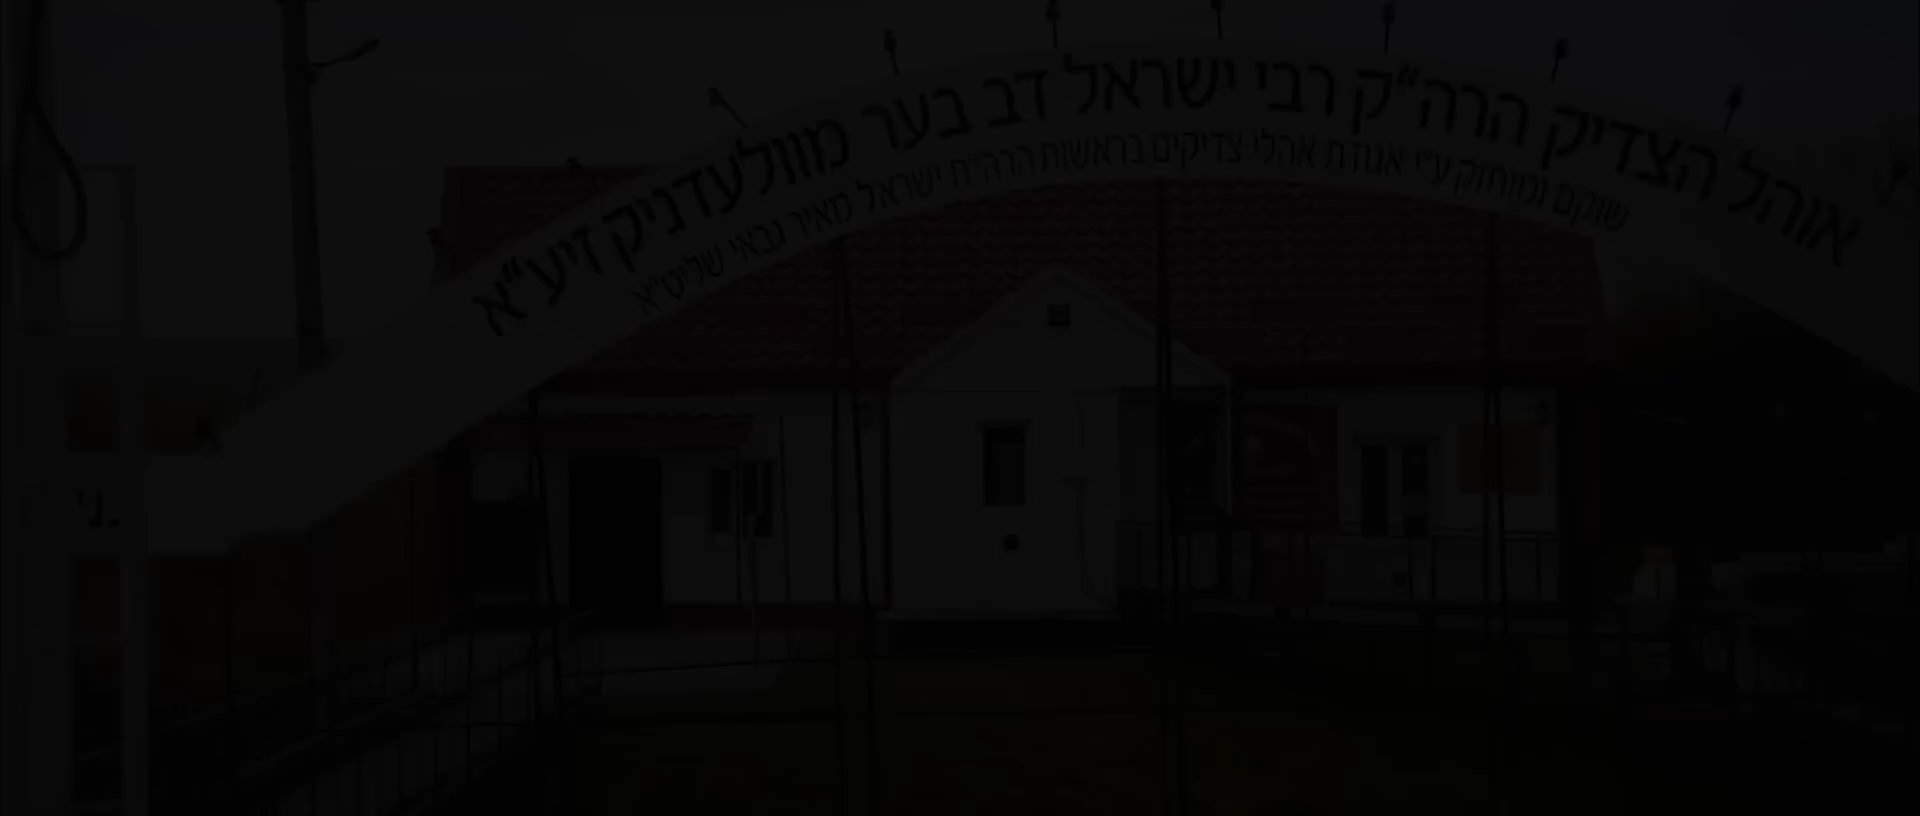 אוהל הצדיק הרה"ק רבי ישראל דב בער מוולעדניק זיע"א
שוקם ומוחזק ע"י אגודת אהלי צדיקים בראשות הרה"ח ישראל מאיר גבאי שליט"א